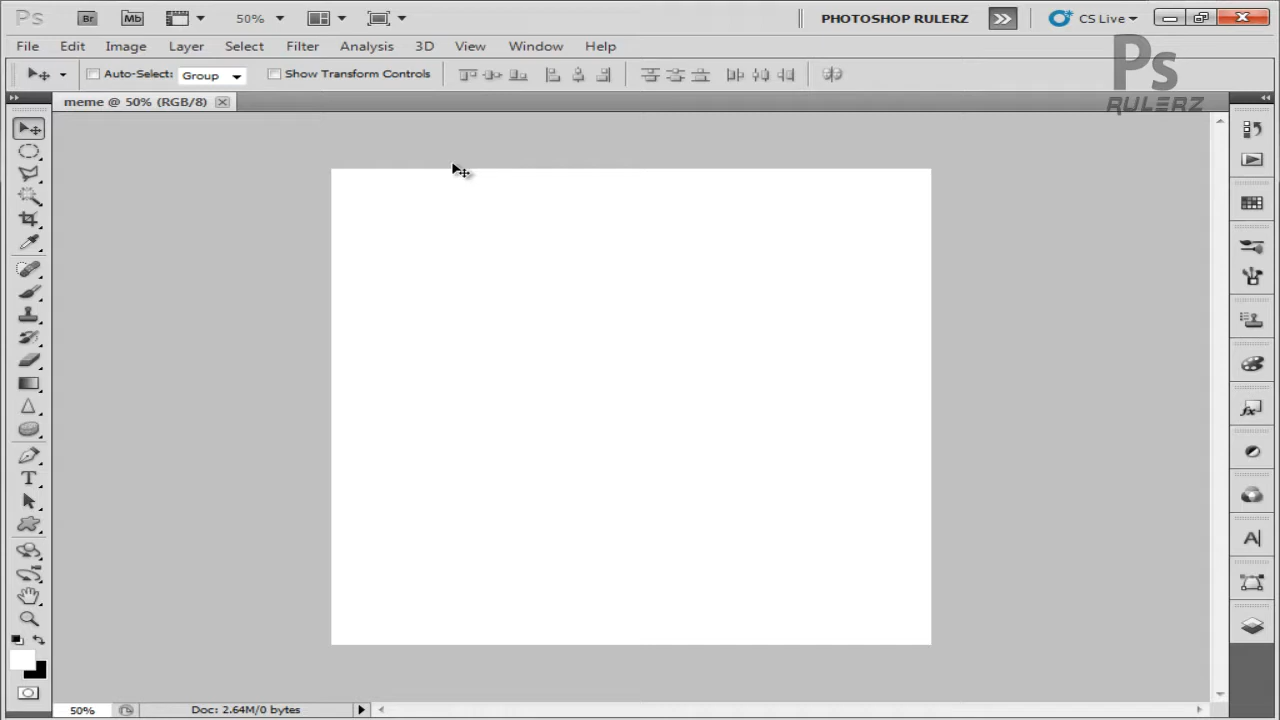 Ps Br Mb 50% PHOTOSHOP RULERZ CS Live
File Edit Image Layer Select Filter Analysis 3D View Window Help
Auto-Select: Group Show Transform Controls
Ps
RULERZ
meme @ 50% (RGB/8)
T
fx
A
50% Doc: 2.64M/0 bytes